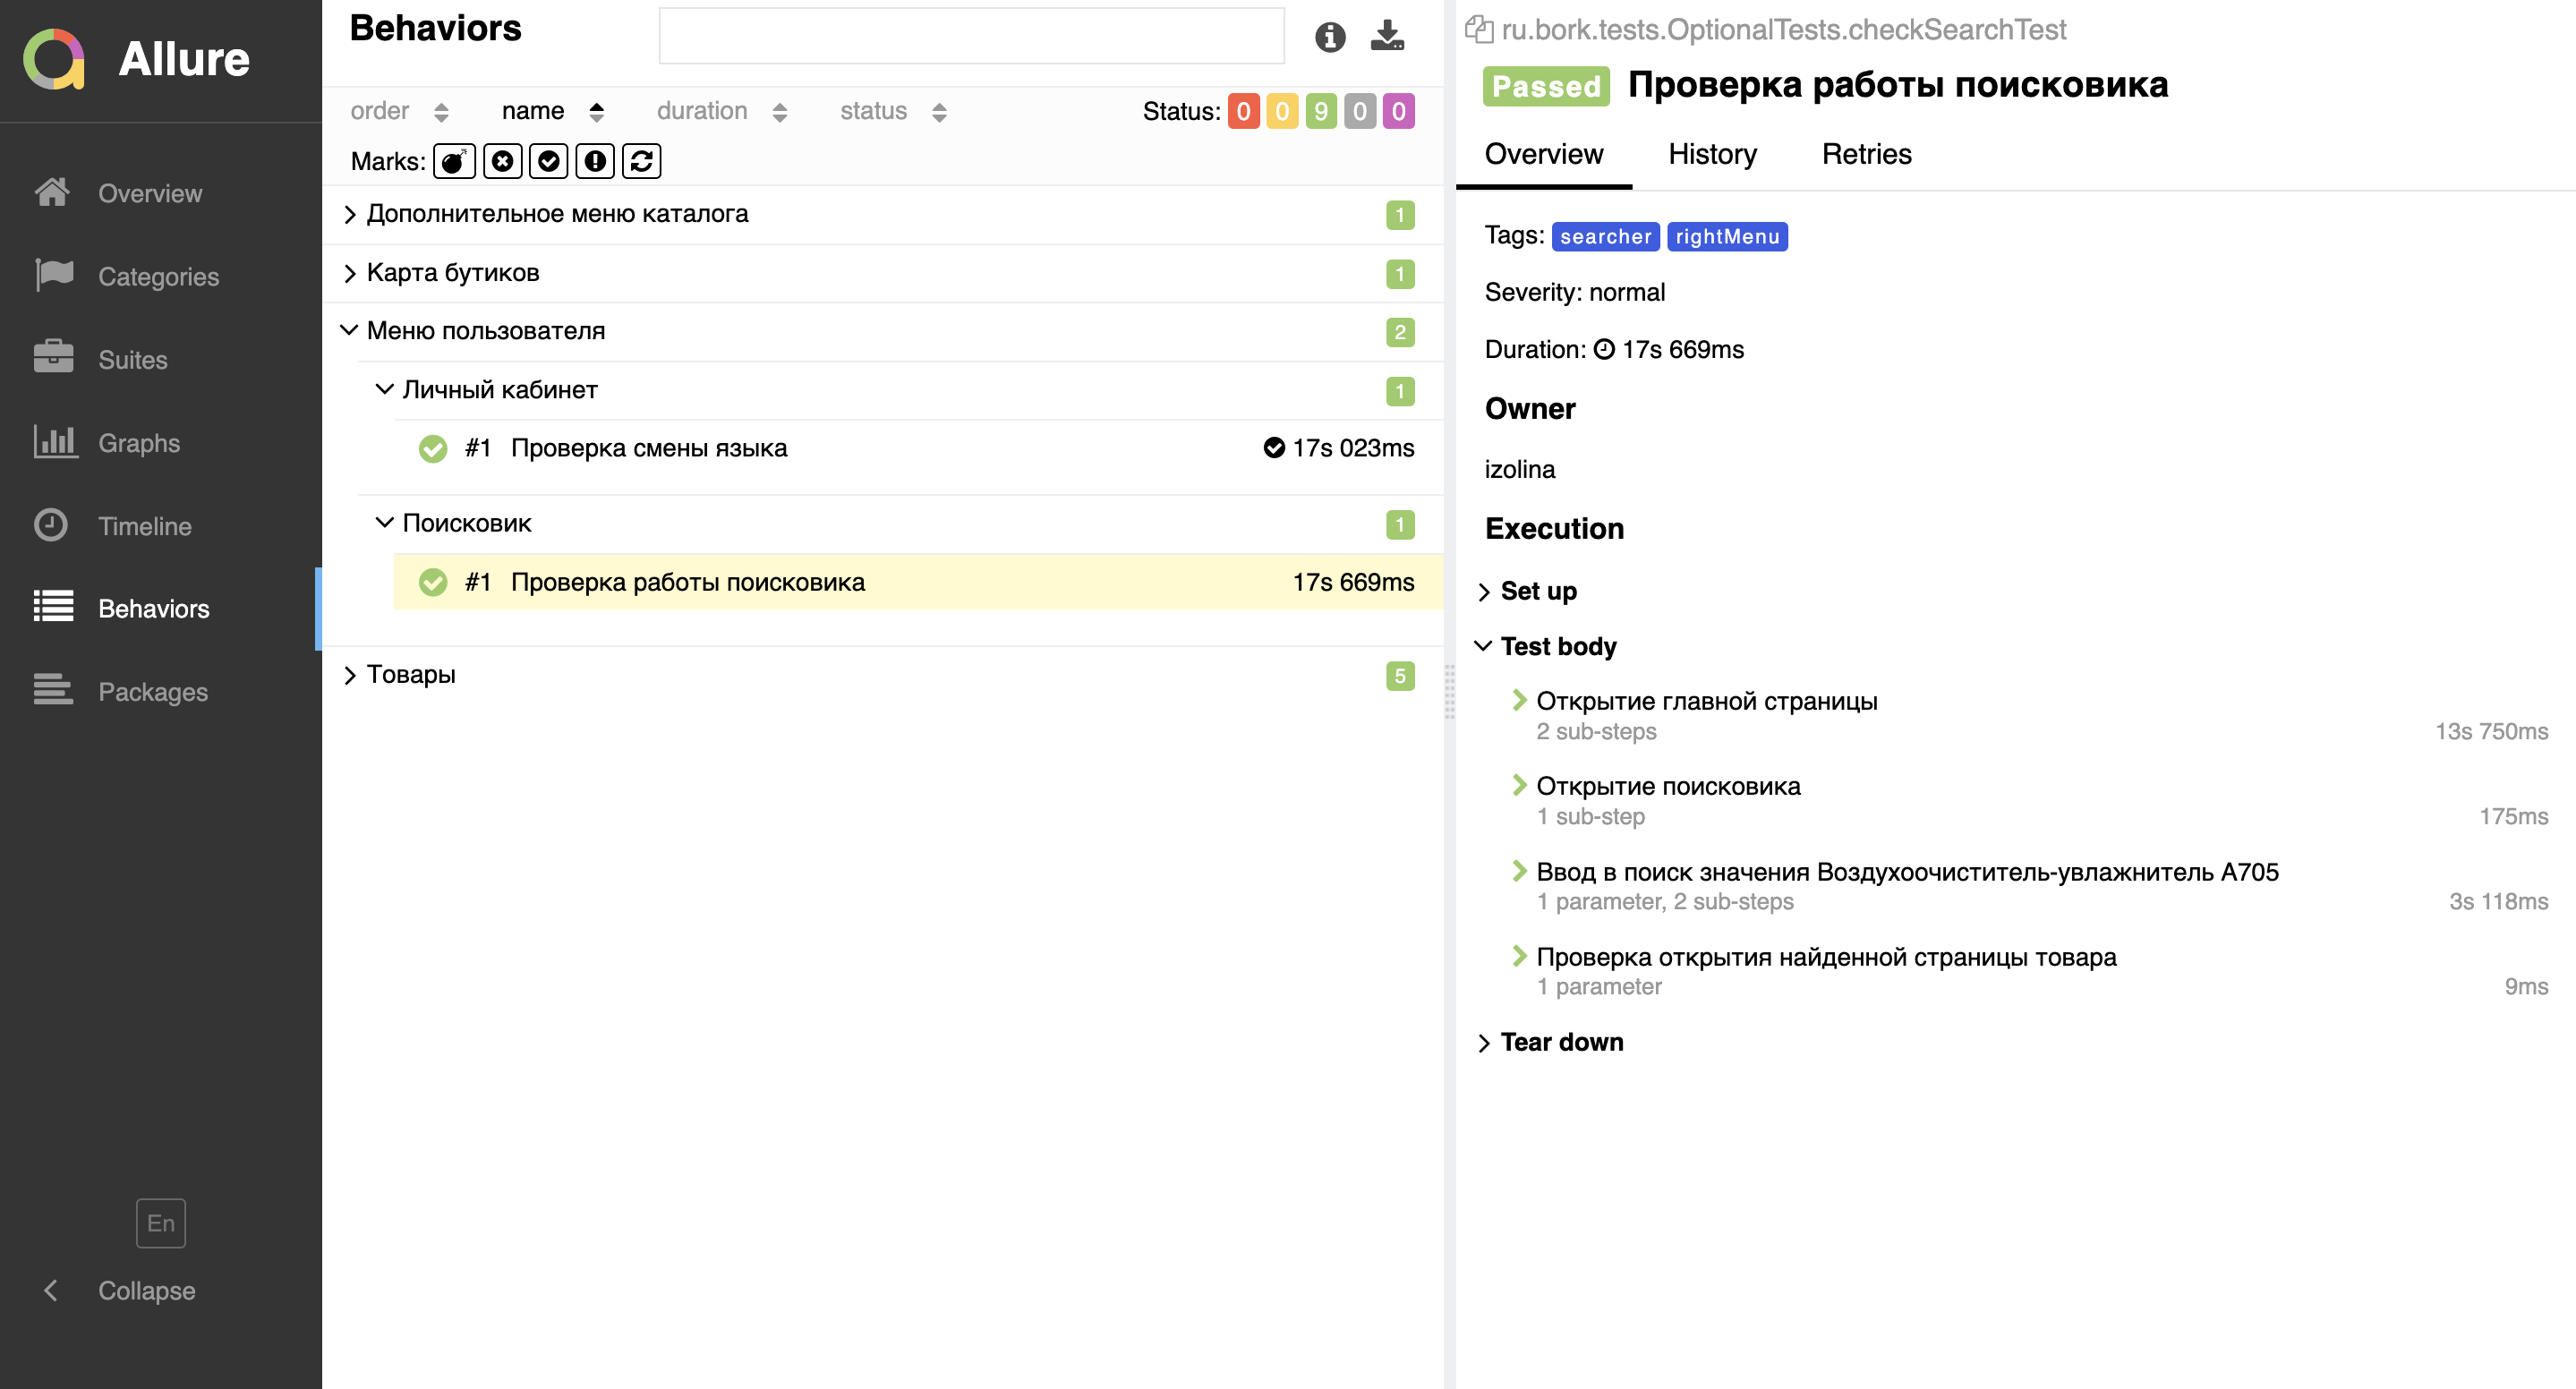 Allure
Overview
Categories
Suites
Graphs
Timeline
Behaviors
Packages
En
Collapse
Behaviors
order name duration status Status: 0 0 9 0 0
Marks:
Дополнительное меню каталога 1
Карта бутиков 1
Меню пользователя 2
Личный кабинет 1
#1 Проверка смены языка 17s 023ms
Поисковик 1
#1 Проверка работы поисковика 17s 669ms
Товары 5
ru.bork.tests.OptionalTests.checkSearchTest
Passed Проверка работы поисковика
Overview History Retries
Tags: searcher rightMenu
Severity: normal
Duration: 17s 669ms
Owner
izolina
Execution
Set up
Test body
Открытие главной страницы
2 sub-steps 13s 750ms
Открытие поисковика
1 sub-step 175ms
Ввод в поиск значения Воздухоочиститель-увлажнитель A705
1 parameter, 2 sub-steps 3s 118ms
Проверка открытия найденной страницы товара
1 parameter 9ms
Tear down